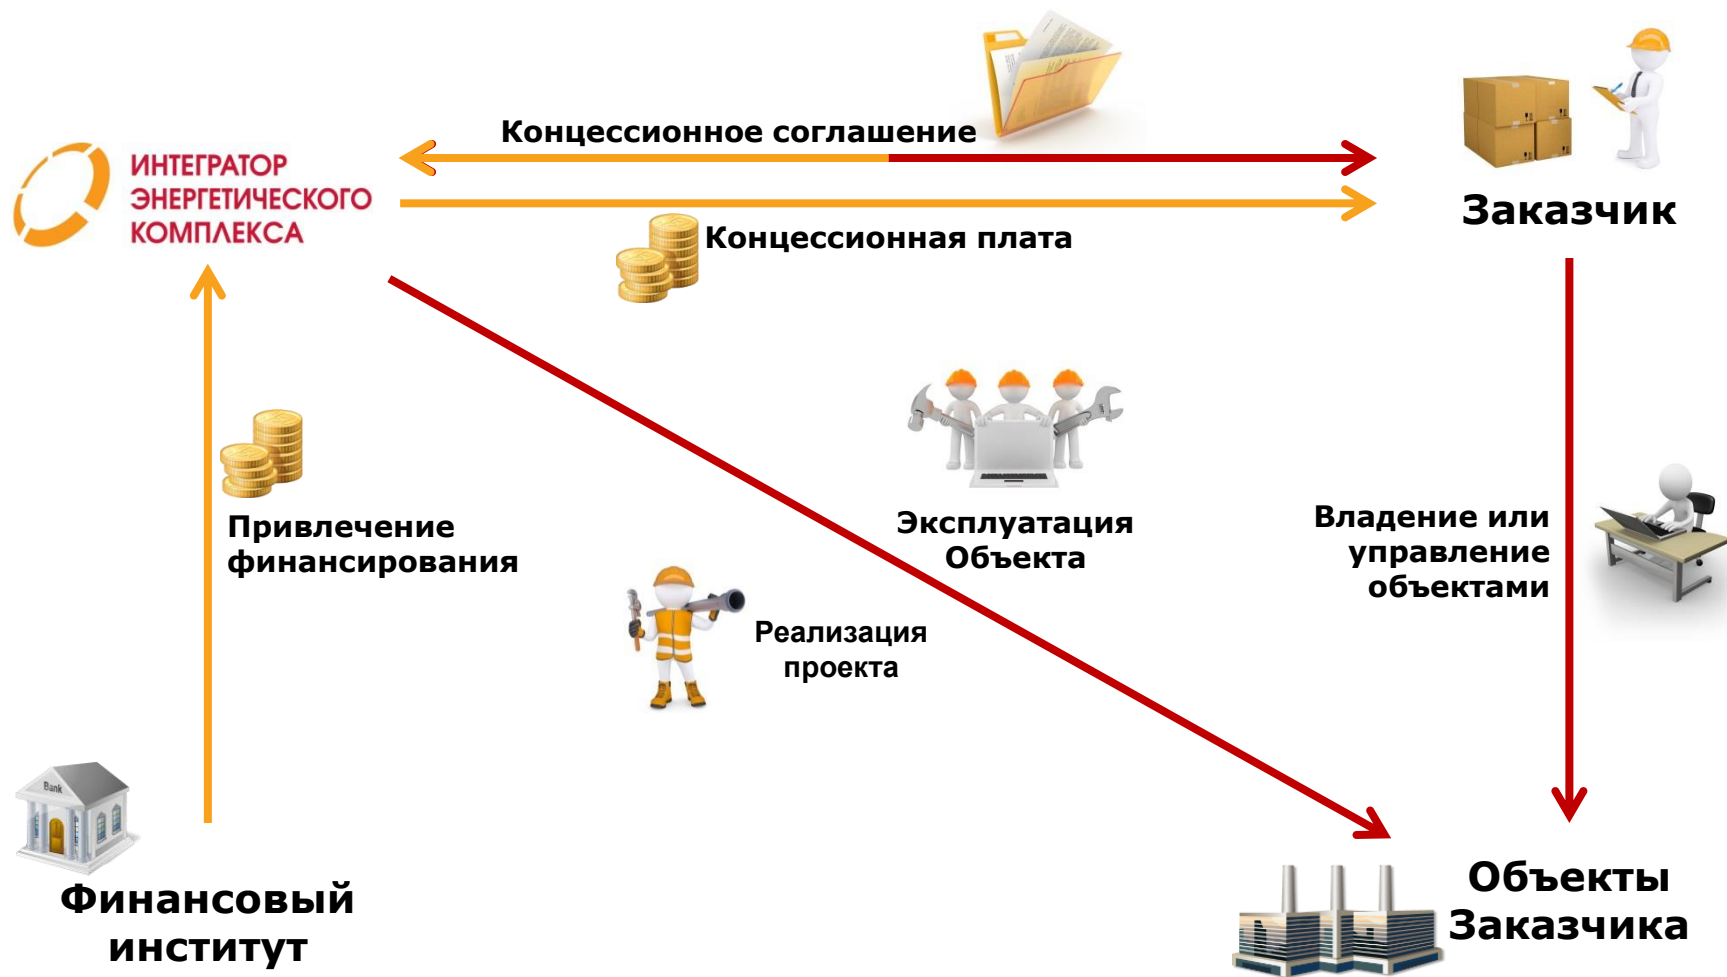 Концессионное соглашение
ИНТЕГРАТОР
ЭНЕРГЕТИЧЕСКОГО
КОМПЛЕКСА
Заказчик
Концессионная плата
Привлечение
финансирования
Эксплуатация
Объекта
Владение или
управление
объектами
Реализация
проекта
Bank
Финансовый
институт
Объекты
Заказчика